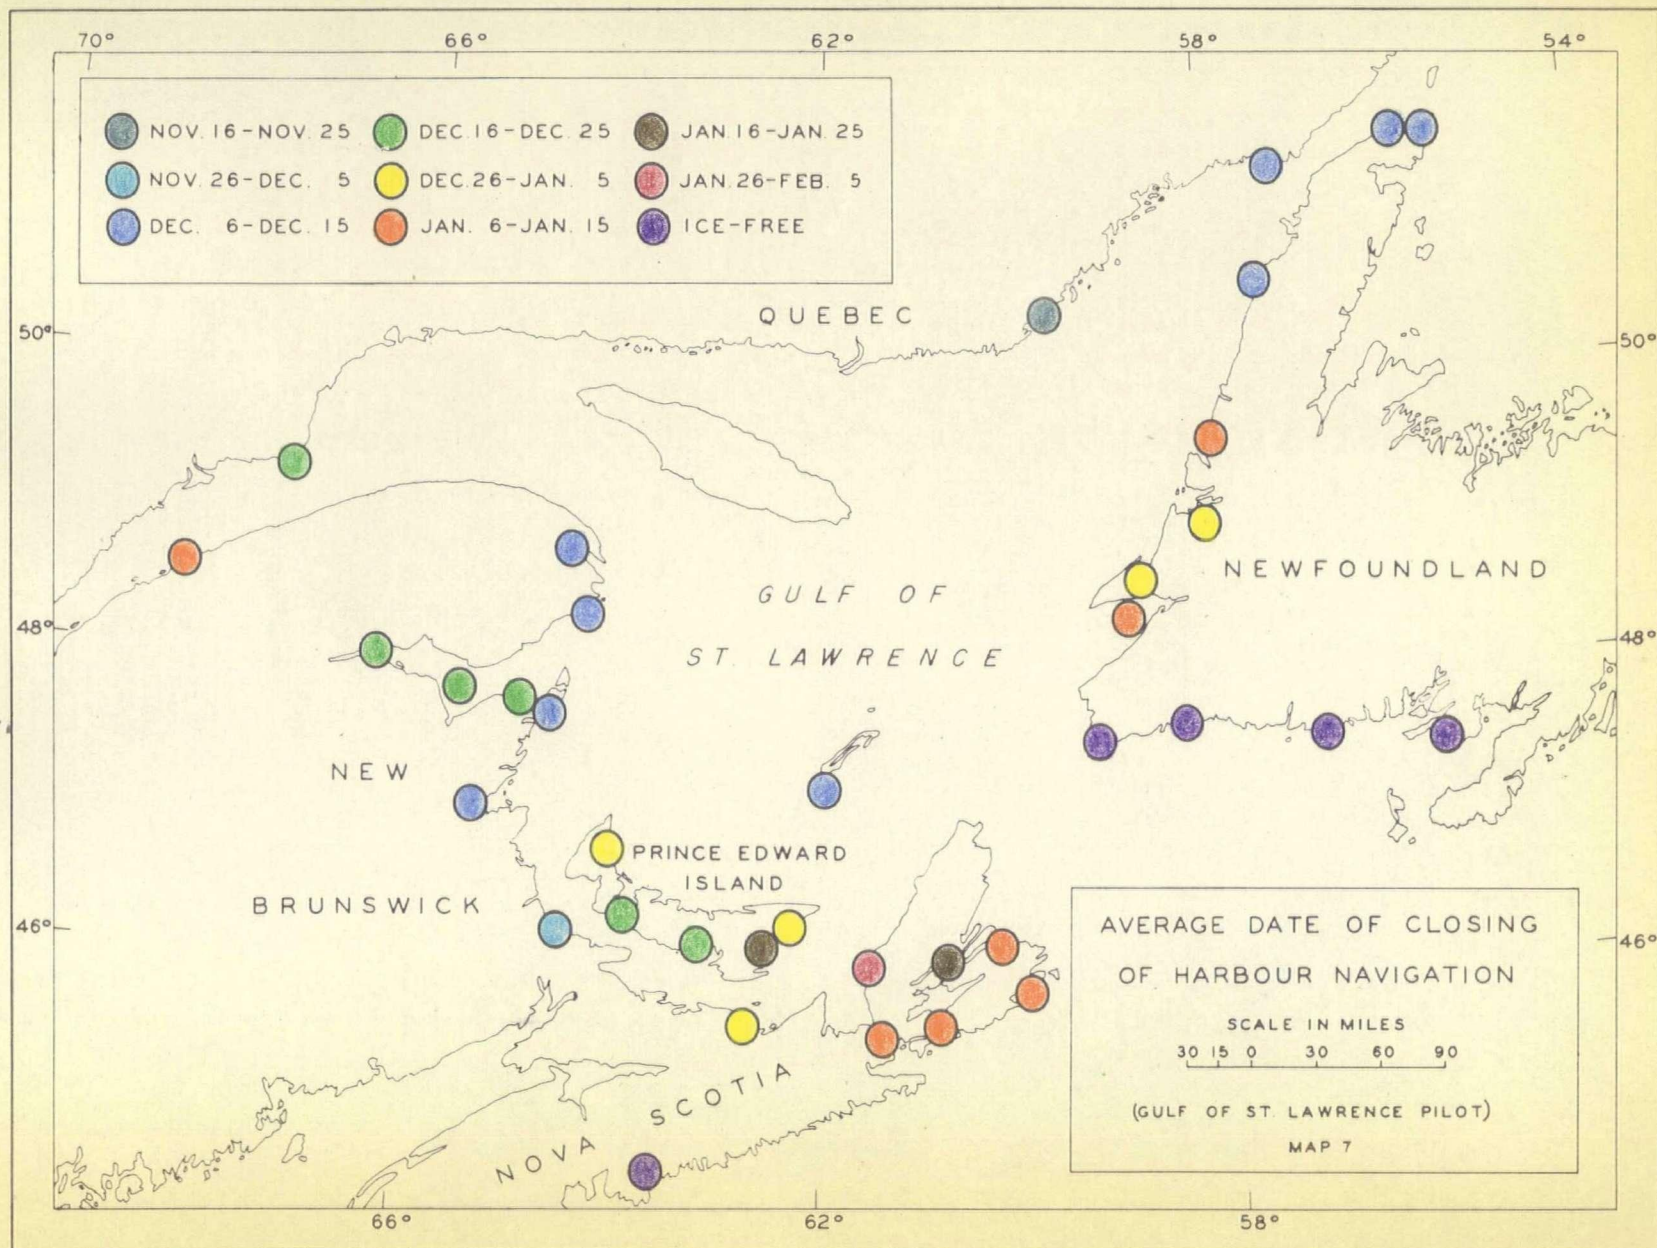 70° 66° 62° 58° 54°
NOV. 16-NOV. 25 DEC. 16-DEC. 25 JAN. 16-JAN. 25
NOV. 26-DEC. 5 DEC. 26-JAN. 5 JAN. 26-FEB. 5
DEC. 6-DEC. 15 JAN. 6-JAN. 15 ICE-FREE
QUEBEC
50° 50°
NEWFOUNDLAND
GULF OF
ST. LAWRENCE
48° 48°
NEW
BRUNSWICK
PRINCE EDWARD
ISLAND
46° 46°
NOVA SCOTIA
AVERAGE DATE OF CLOSING
OF HARBOUR NAVIGATION
SCALE IN MILES
30 15 0 30 60 90
(GULF OF ST. LAWRENCE PILOT)
MAP 7
66° 62° 58°